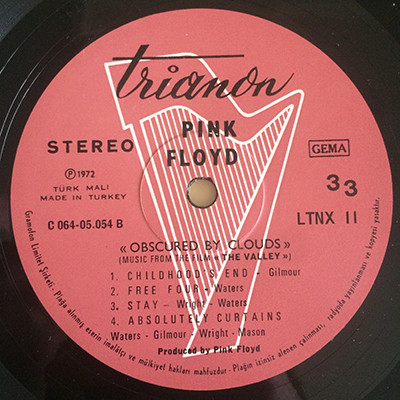 trianon
PINK
FLOYD
STEREO
Ⓟ 1972
TÜRK MALI
MADE IN TURKEY
C 064-05.054 B
GEMA
33
LTNX II
« OBSCURED BY CLOUDS »
(MUSIC FROM THE FILM « THE VALLEY »)
1. CHILDHOOD'S END - Gilmour
2. FREE FOUR - Waters
3. STAY – Wright - Waters
4. ABSOLUTELY CURTAINS
Waters - Gilmour - Wright - Mason
Produced by Pink Floyd
Gramofon Limitet Şirketi. - Plağa alınmış eserin imalâtçı ve mülkiyet hakları mahfuzdur - Plağın izinsiz alenen çalınması, radyoda yayınlanması ve kopyesi yasaktır.